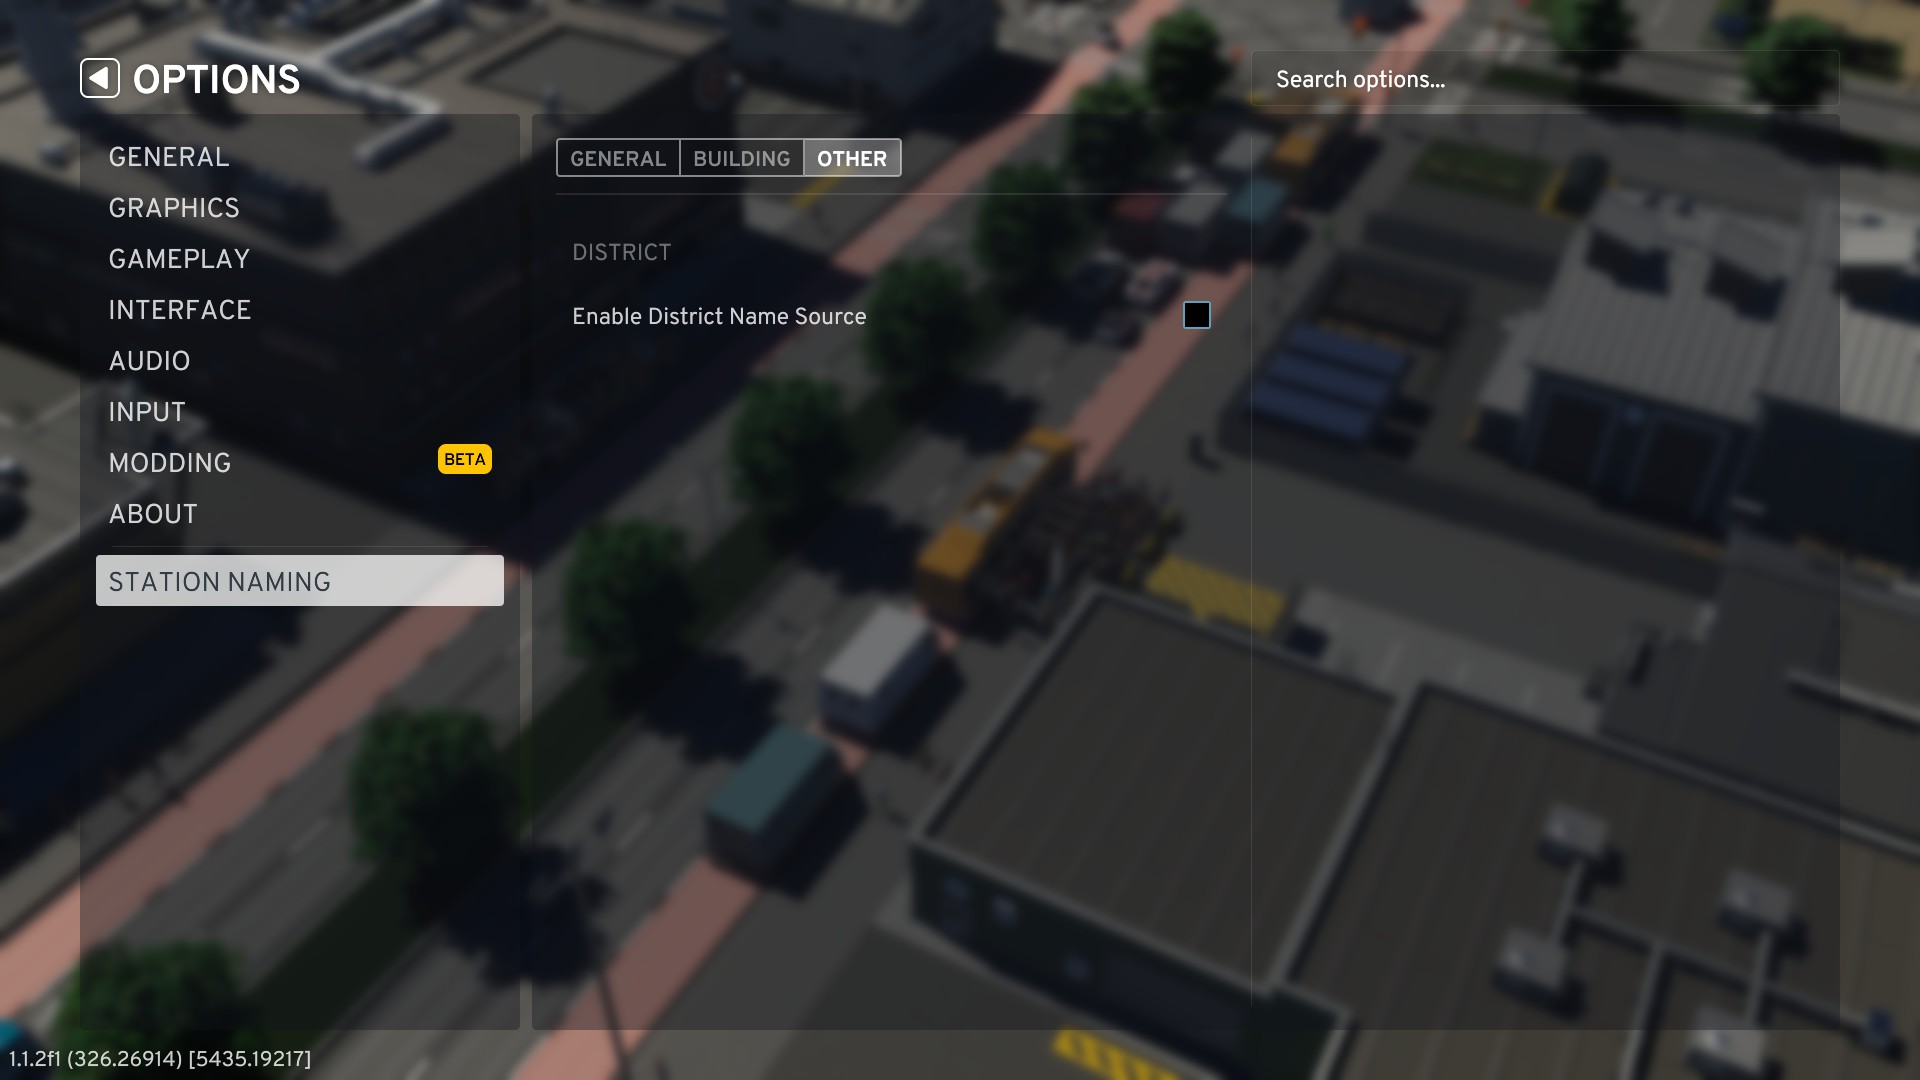 OPTIONS
Search options...
GENERAL
GRAPHICS
GAMEPLAY
INTERFACE
AUDIO
INPUT
MODDING BETA
ABOUT
STATION NAMING
GENERAL BUILDING OTHER
DISTRICT
Enable District Name Source
1.1.2f1 (326.26914) [5435.19217]